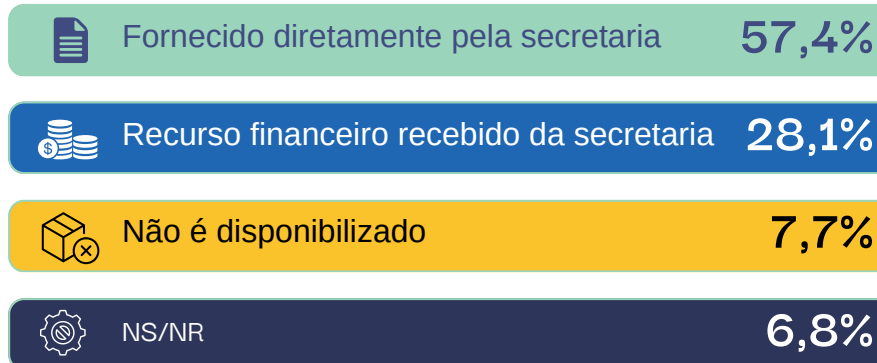 Fornecido diretamente pela secretaria 57,4%
$ Recurso financeiro recebido da secretaria 28,1%
Não é disponibilizado 7,7%
NS/NR 6,8%